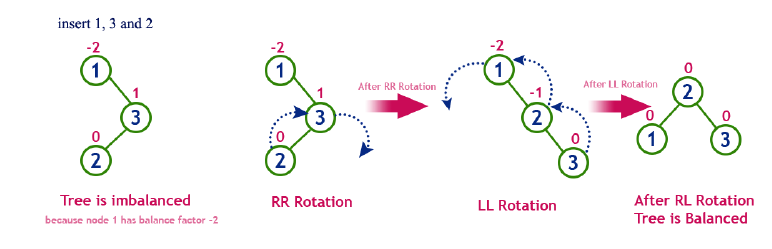 insert 1, 3 and 2
-2
1
1
3
0
2
Tree is imbalanced
because node 1 has balance factor -2
-2
1
1
3
0
2
RR Rotation
After RR Rotation
-2
1
-1
2
0
3
LL Rotation
After LL Rotation
0
2
0
1
0
3
After RL Rotation
Tree is Balanced